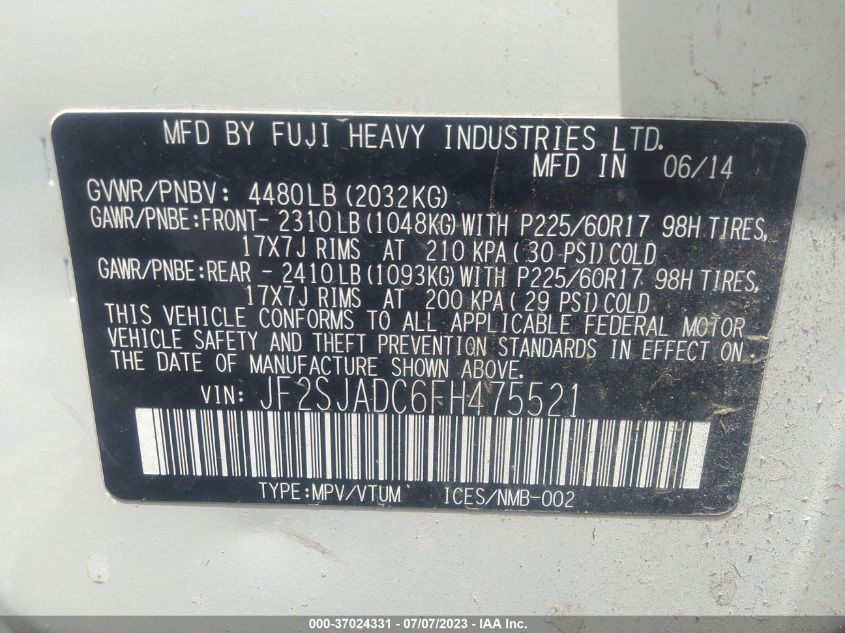 MFD BY FUJI HEAVY INDUSTRIES LTD.
MFD IN 06/14
GVWR/PNBV: 4480LB(2032KG)
GAWR/PNBE:FRONT- 2310LB(1048KG)WITH P225/60R17 98H TIRES,
17X7J RIMS AT 210 KPA(30 PSI)COLD
GAWR/PNBE:REAR - 2410LB(1093KG)WITH P225/60R17 98H TIRES,
17X7J RIMS AT 200 KPA(29 PSI)COLD
THIS VEHICLE CONFORMS TO ALL APPLICABLE FEDERAL MOTOR
VEHICLE SAFETY AND THEFT PREVENTION STANDARDS IN EFFECT ON
THE DATE OF MANUFACTURE SHOWN ABOVE.
VIN: JF2SJADC6FH475521
TYPE:MPV/VTUM ICES/NMB-002
000-37024331 - 07/07/2023 - IAA Inc.